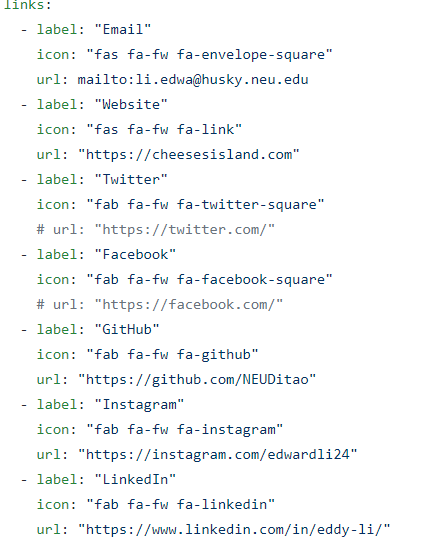 links:
  - label: "Email"
    icon: "fas fa-fw fa-envelope-square"
    url: mailto:li.edwa@husky.neu.edu
  - label: "Website"
    icon: "fas fa-fw fa-link"
    url: "https://cheesesisland.com"
  - label: "Twitter"
    icon: "fab fa-fw fa-twitter-square"
    # url: "https://twitter.com/"
  - label: "Facebook"
    icon: "fab fa-fw fa-facebook-square"
    # url: "https://facebook.com/"
  - label: "GitHub"
    icon: "fab fa-fw fa-github"
    url: "https://github.com/NEUDitao"
  - label: "Instagram"
    icon: "fab fa-fw fa-instagram"
    url: "https://instagram.com/edwardli24"
  - label: "LinkedIn"
    icon: "fab fa-fw fa-linkedin"
    url: "https://www.linkedin.com/in/eddy-li/"